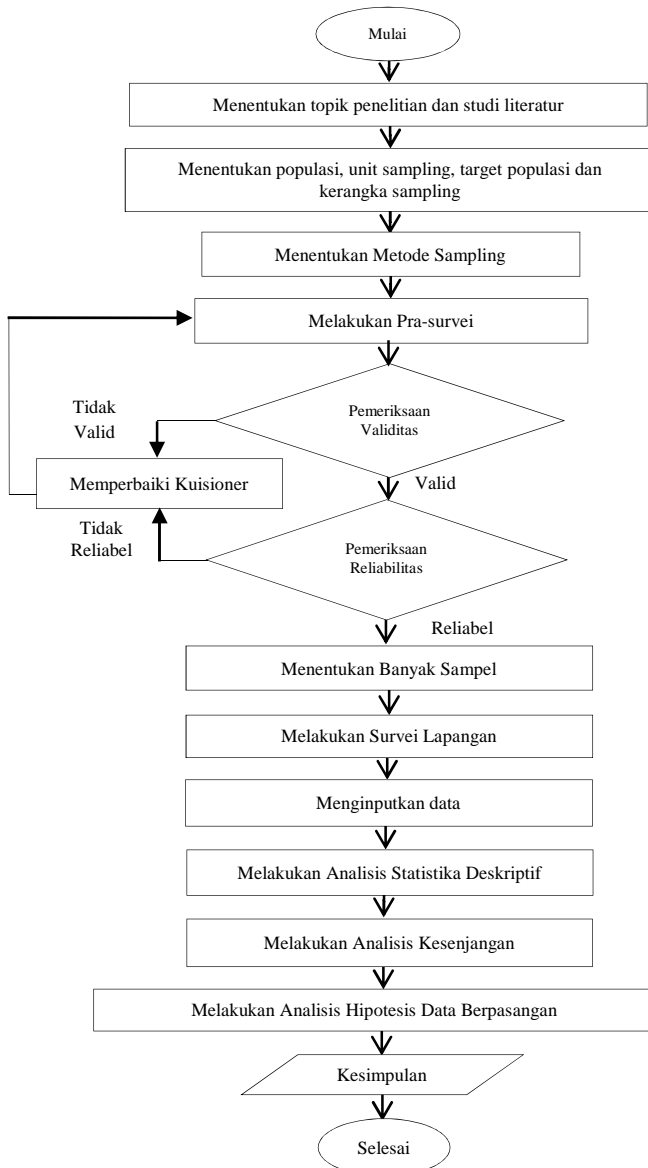 Mulai
Menentukan topik penelitian dan studi literatur
Menentukan populasi, unit sampling, target populasi dan
kerangka sampling
Menentukan Metode Sampling
Melakukan Pra-survei
Tidak
Valid
Pemeriksaan
Validitas
Memperbaiki Kuisioner
Valid
Tidak
Reliabel
Pemeriksaan
Reliabilitas
Reliabel
Menentukan Banyak Sampel
Melakukan Survei Lapangan
Menginputkan data
Melakukan Analisis Statistika Deskriptif
Melakukan Analisis Kesenjangan
Melakukan Analisis Hipotesis Data Berpasangan
Kesimpulan
Selesai